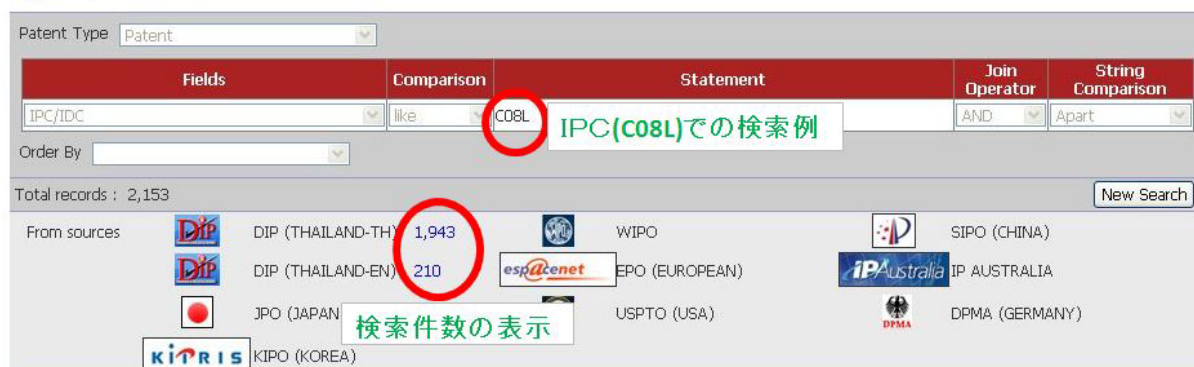 Patent Type Patent
Fields Comparison Statement Join Operator String Comparison
IPC/IDC like C08L AND Apart
IPC(C08L)での検索例
Order By
Total records : 2,153 New Search
From sources DIP DIP (THAILAND-TH) 1,943 WIPO SIPO (CHINA)
DIP DIP (THAILAND-EN) 210 espacenet EPO (EUROPEAN) IPAustralia IP AUSTRALIA
JPO (JAPAN USPTO (USA) DPMA DPMA (GERMANY)
検索件数の表示
KIPRIS KIPO (KOREA)